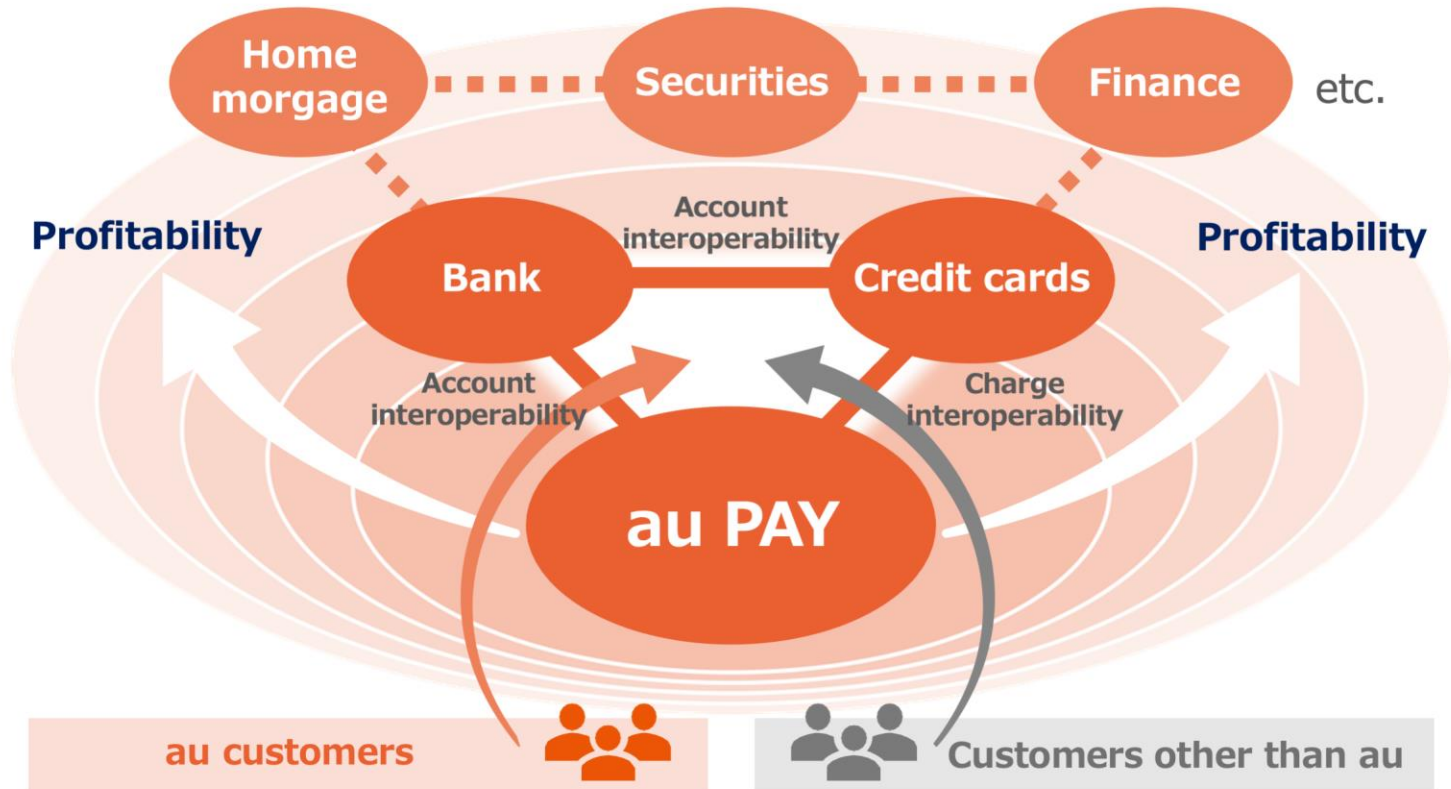 Home
morgage
Securities
Finance
etc.
Profitability
Account
interoperability
Profitability
Bank
Credit cards
Account
interoperability
Charge
interoperability
au PAY
au customers
Customers other than au